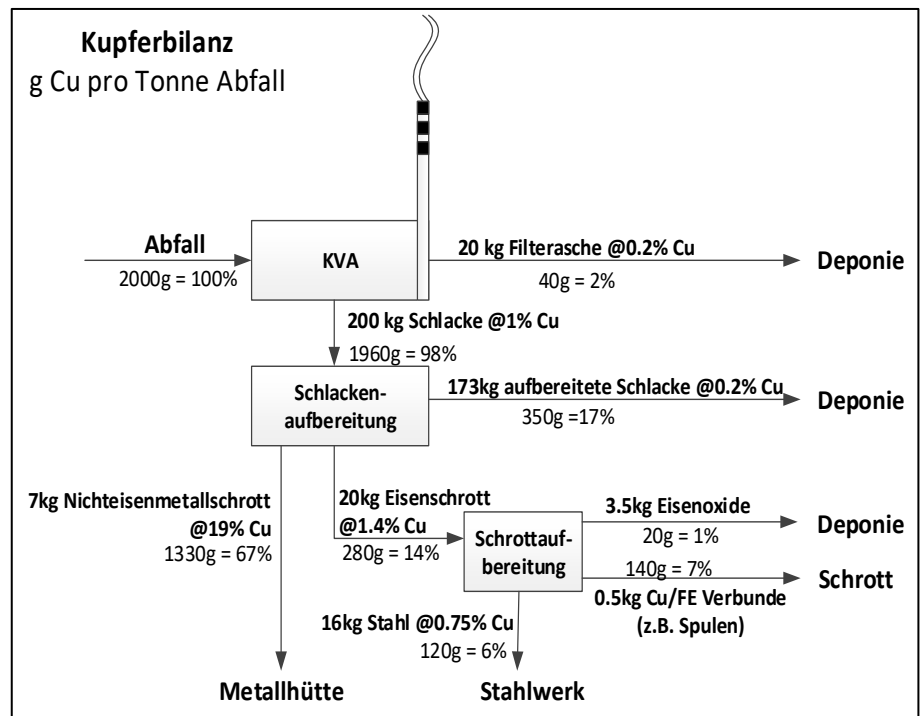 Kupferbilanz
g Cu pro Tonne Abfall
Abfall
2000g = 100%
KVA
20 kg Filterasche @0.2% Cu
40g = 2%
Deponie
200 kg Schlacke @1% Cu
1960g = 98%
Schlacken-
aufbereitung
173kg aufbereitete Schlacke @0.2% Cu
350g =17%
Deponie
7kg Nichteisenmetallschrott
@19% Cu
1330g = 67%
20kg Eisenschrott
@1.4% Cu
280g = 14%
Schrottauf-
bereitung
3.5kg Eisenoxide
20g = 1%
Deponie
140g = 7%
0.5kg Cu/FE Verbunde
(z.B. Spulen)
Schrott
16kg Stahl @0.75% Cu
120g = 6%
Metallhütte
Stahlwerk